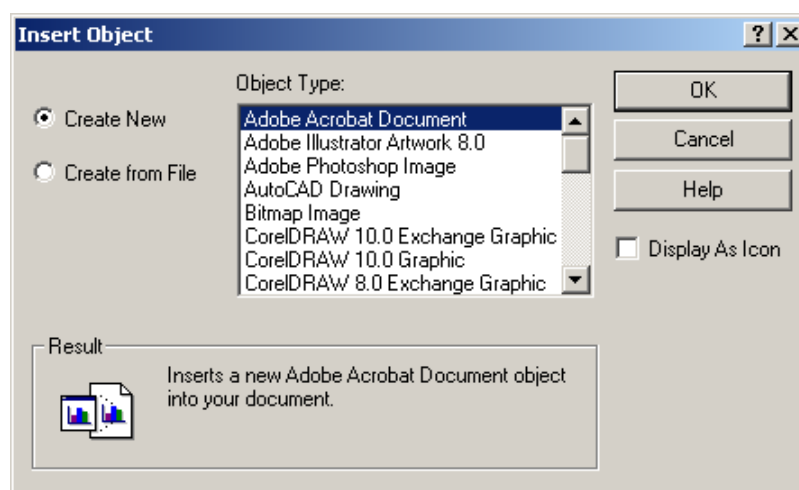 Insert Object
Object Type:
Create New
Create from File
Adobe Acrobat Document
Adobe Illustrator Artwork 8.0
Adobe Photoshop Image
AutoCAD Drawing
Bitmap Image
CorelDRAW 10.0 Exchange Graphic
CorelDRAW 10.0 Graphic
CorelDRAW 8.0 Exchange Graphic
OK
Cancel
Help
Display As Icon
Result
Inserts a new Adobe Acrobat Document object
into your document.